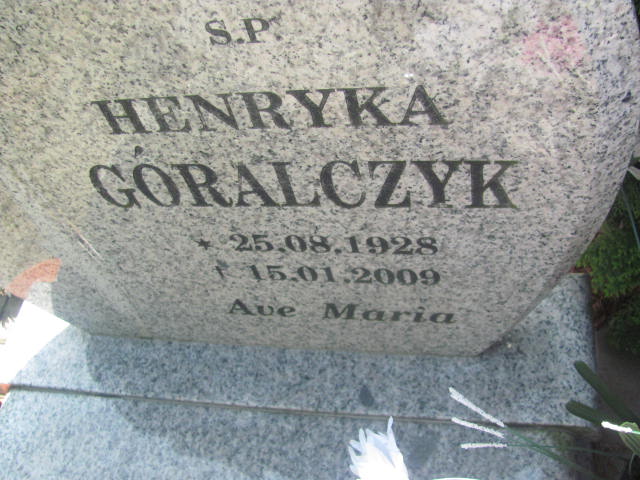 S.P
HENRYKA
GÓRALCZYK
* 25.08.1928
† 15.01.2009
Ave Maria